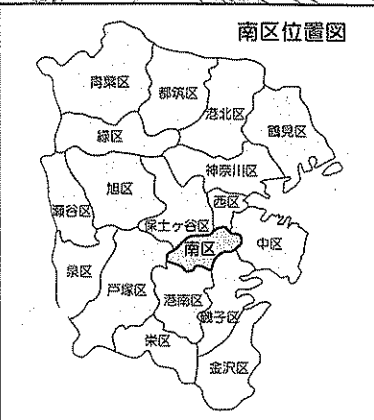 南区位置図
青葉区
都筑区
港北区
鶴見区
緑区
神奈川区
旭区
瀬谷区
西区
保土ヶ谷区
南区
中区
泉区
戸塚区
港南区
磯子区
栄区
金沢区